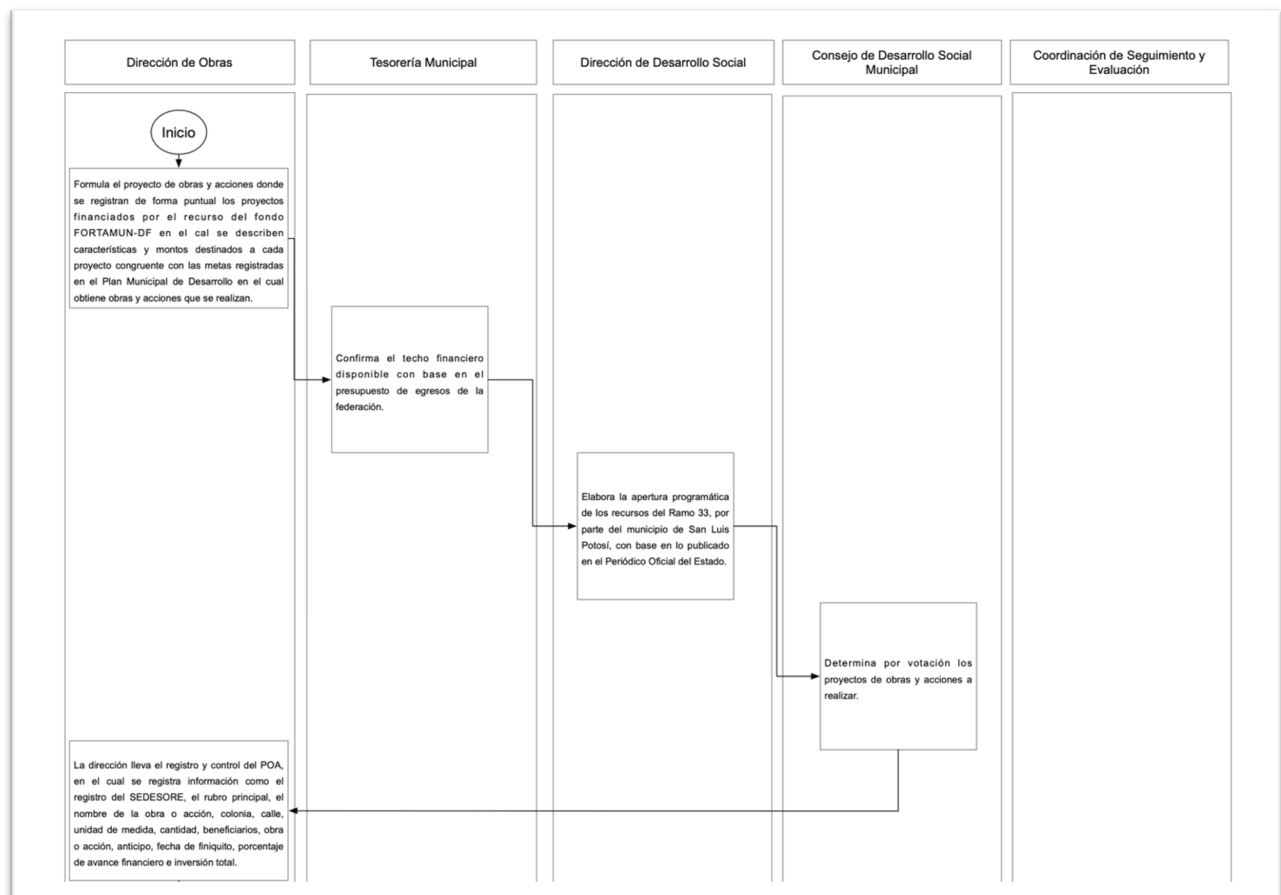 Dirección de Obras
Tesorería Municipal
Dirección de Desarrollo Social
Consejo de Desarrollo Social
Municipal
Coordinación de Seguimiento y
Evaluación
Inicio
Formula el proyecto de obras y acciones donde
se registran de forma puntual los proyectos
financiados por el recurso del fondo
FORTAMUN-DF en el cal se describen
características y montos destinados a cada
proyecto congruente con las metas registradas
en el Plan Municipal de Desarrollo en el cual
obtiene obras y acciones que se realizan.
Confirma el techo financiero
disponible con base en el
presupuesto de egresos de la
federación.
Elabora la apertura programática
de los recursos del Ramo 33, por
parte del municipio de San Luis
Potosí, con base en lo publicado
en el Periódico Oficial del Estado.
Determina por votación los
proyectos de obras y acciones a
realizar.
La dirección lleva el registro y control del POA,
en el cual se registra información como el
registro del SEDESORE, el rubro principal, el
nombre de la obra o acción, colonia, calle,
unidad de medida, cantidad, beneficiarios, obra
o acción, anticipo, fecha de finiquito, porcentaje
de avance financiero e inversión total.